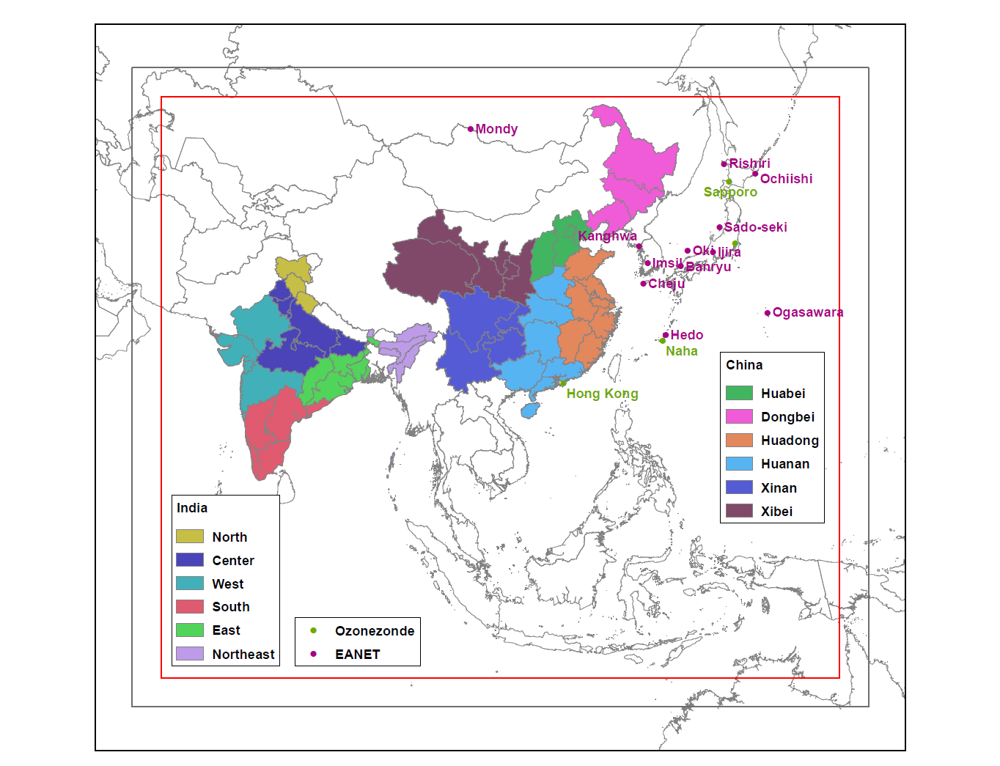 Mondy
Rishiri
Ochiishi
Sapporo
Sado-seki
Kanghwa
Oki
Ijira
Imsil
Banryu
Cheju
Ogasawara
Hedo
Naha
Hong Kong
China
Huabei
Dongbei
Huadong
Huanan
Xinan
Xibei
India
North
Center
West
South
East
Northeast
Ozonezonde
EANET